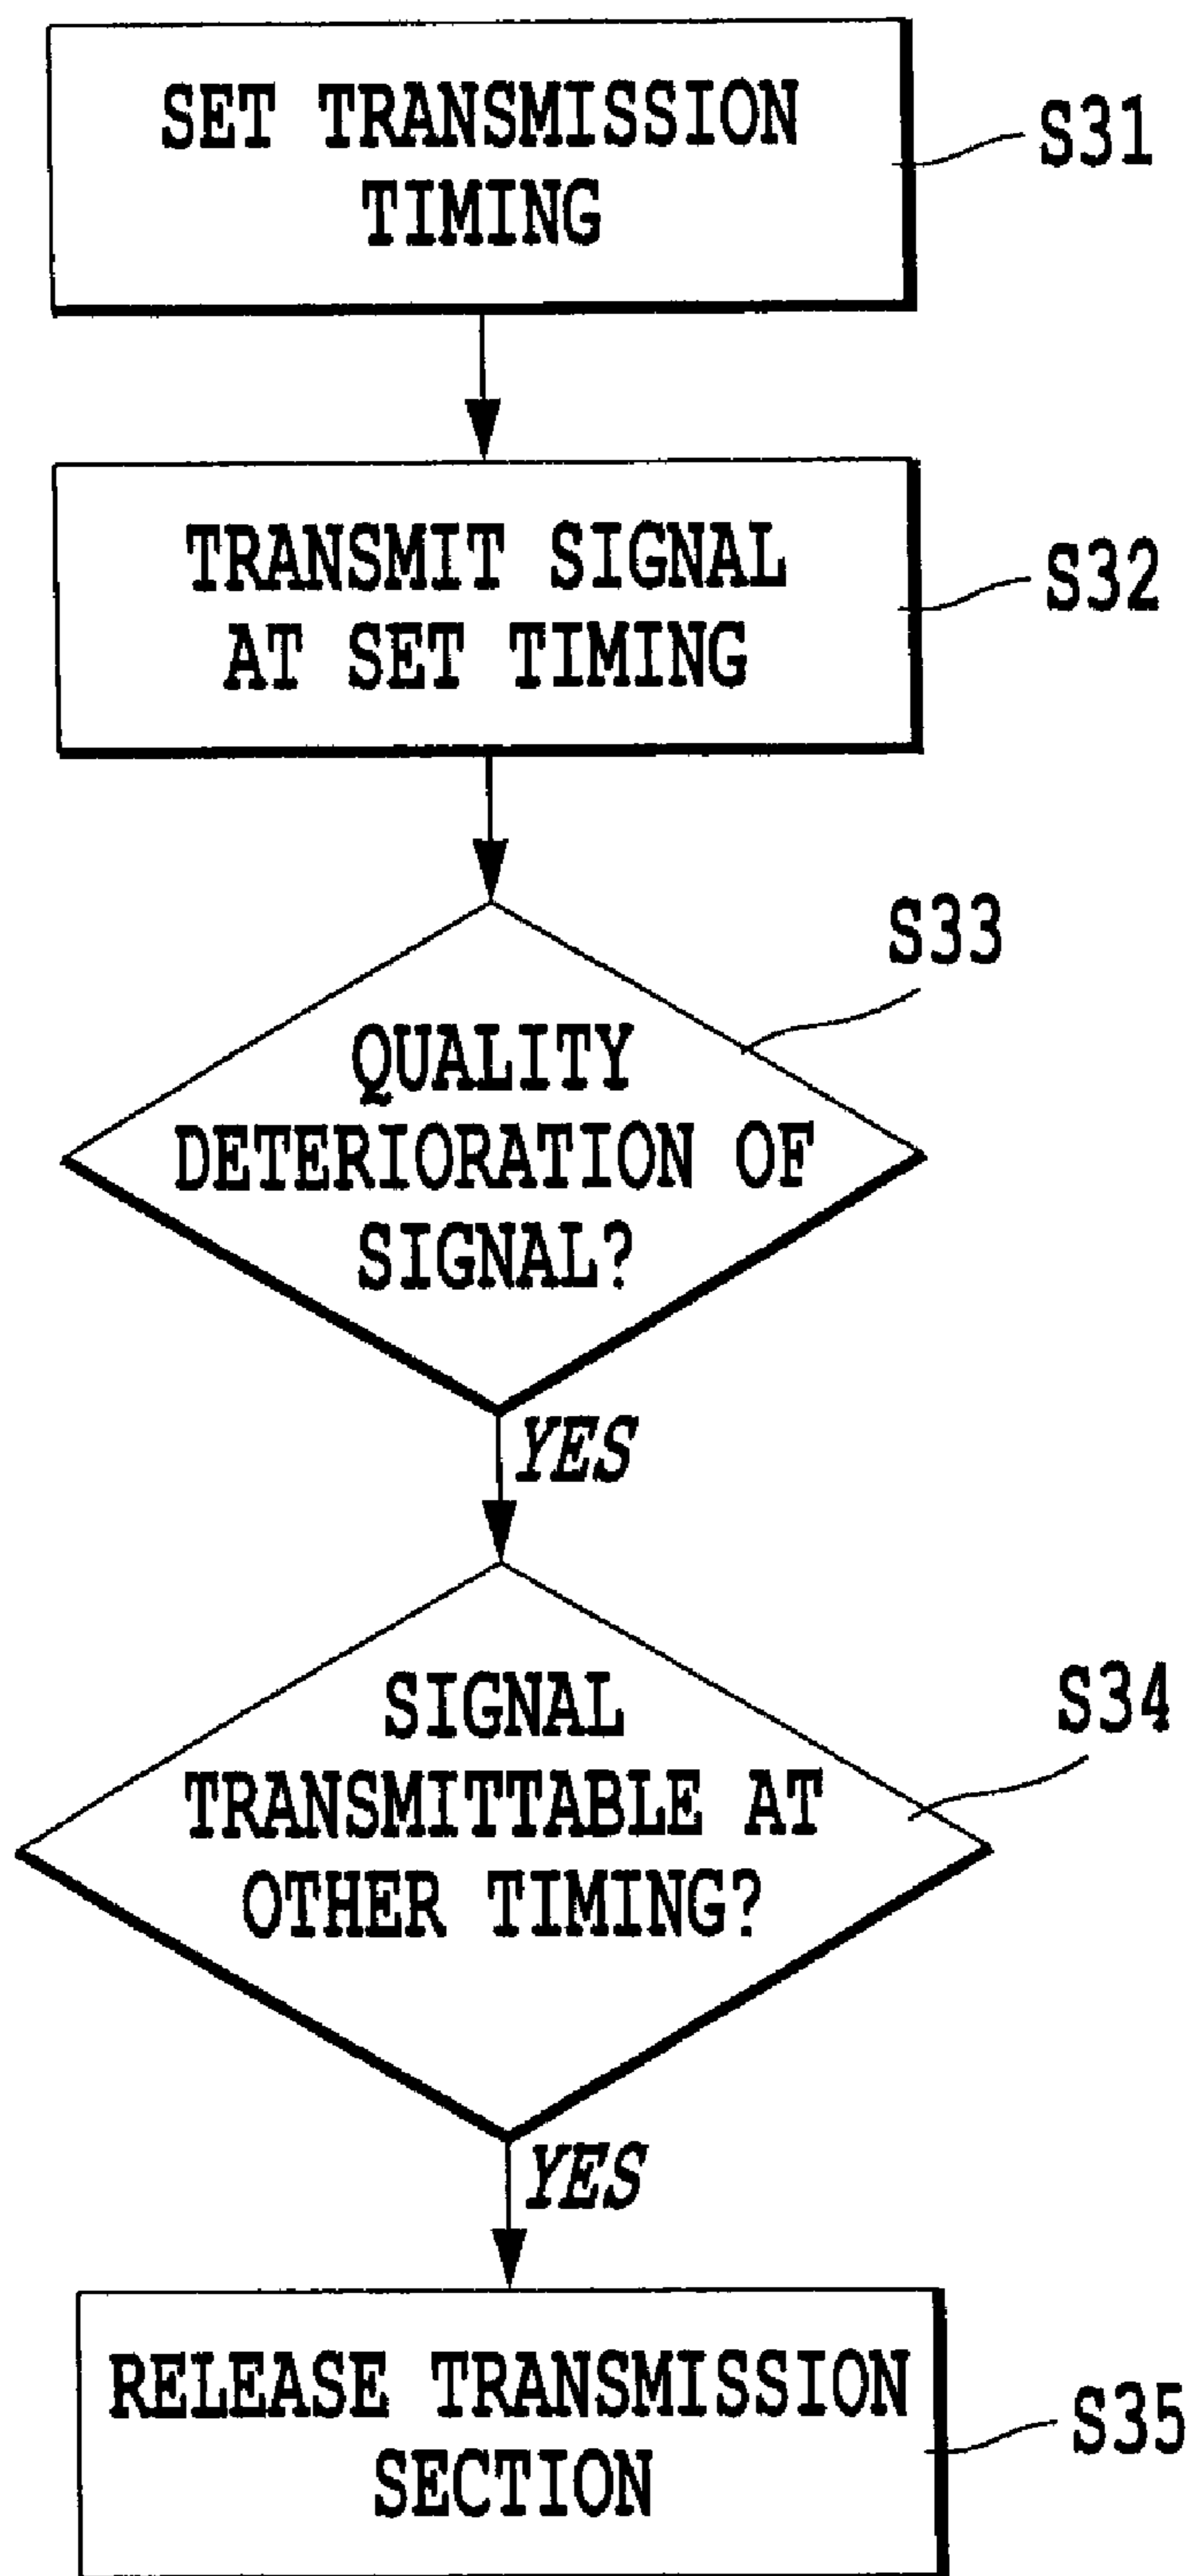 SET TRANSMISSION
TIMING
S31
TRANSMIT SIGNAL
AT SET TIMING
S32
S33
QUALITY
DETERIORATION OF
SIGNAL?
YES
SIGNAL
TRANSMITTABLE AT
OTHER TIMING?
S34
YES
RELEASE TRANSMISSION
SECTION
S35